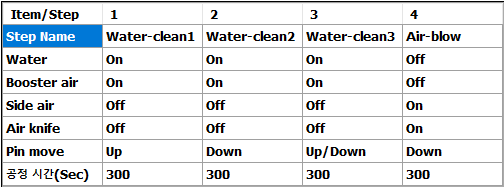 Item/Step 1 2 3 4
Step Name Water-clean1 Water-clean2 Water-clean3 Air-blow
Water On On On Off
Booster air On On On Off
Side air Off Off Off On
Air knife Off Off Off On
Pin move Up Down Up/Down Down
공정 시간(Sec) 300 300 300 300